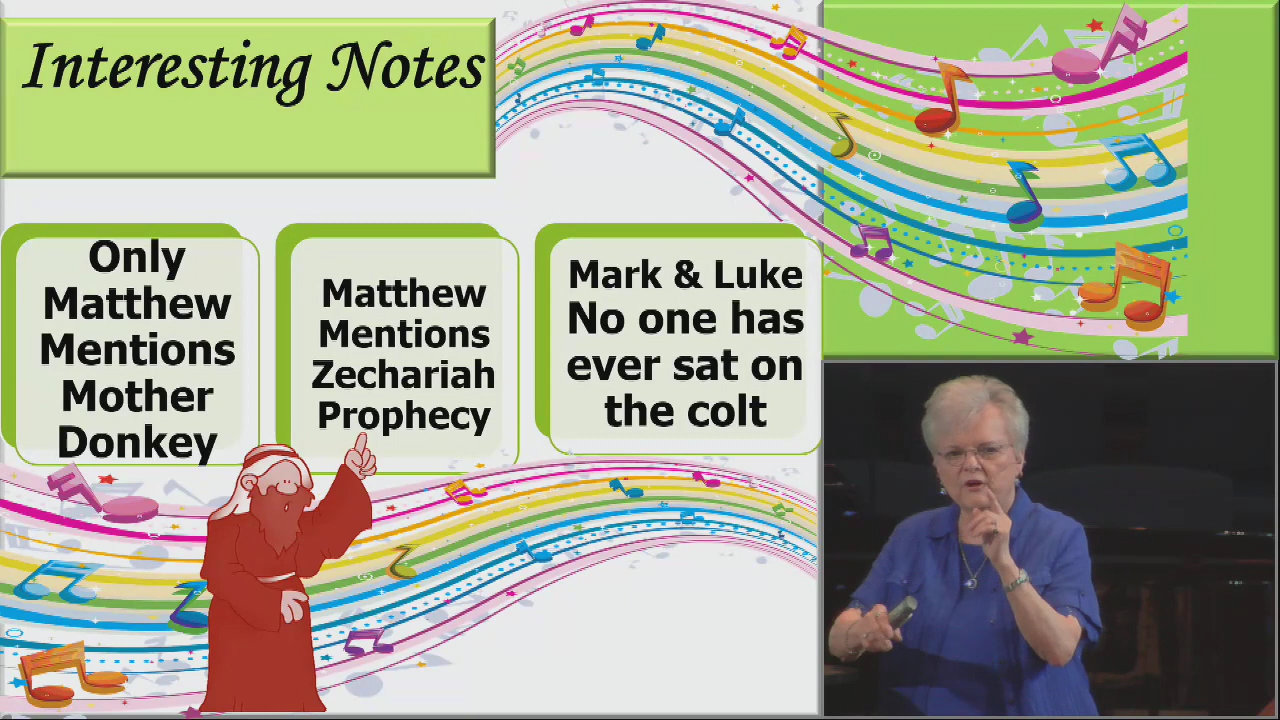 Interesting Notes
Only
Matthew
Mentions
Mother
Donkey
Matthew
Mentions
Zechariah
Prophecy
Mark & Luke
No one has
ever sat on
the colt